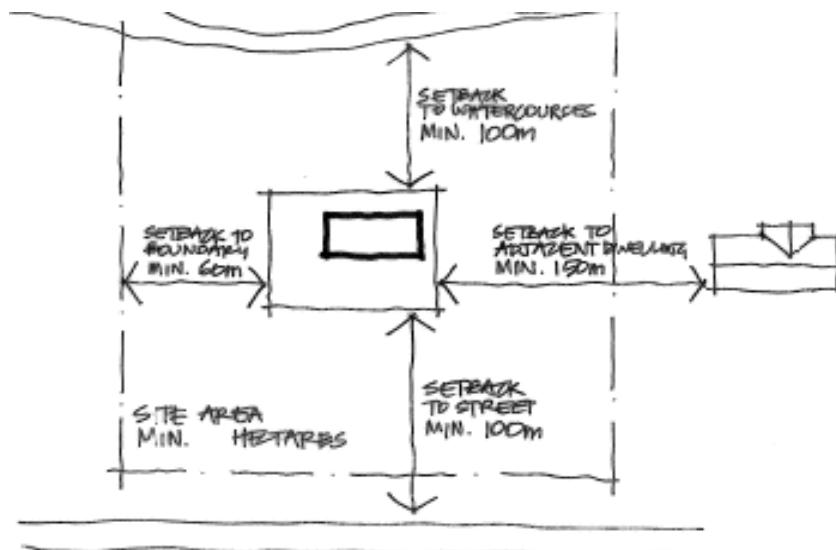 SETBACK
TO WATERCOURCES
MIN. 100m
SETBACK TO
BOUNDARY
MIN. 60m
SETBACK TO
ADJACENT DWELLING
MIN. 150m
SETBACK
TO STREET
MIN. 100m
SITE AREA
MIN. HECTARES